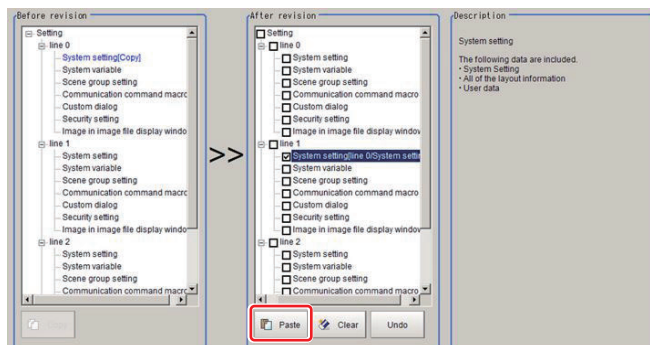 Before revision
Setting
line 0
System setting[Copy]
System variable
Scene group setting
Communication command macrc
Custom dialog
Security setting
Image in image file display windo
line 1
System setting
System variable
Scene group setting
Communication command macrc
Custom dialog
Security setting
Image in image file display windo
line 2
System setting
System variable
Scene group setting
Communication command macrc
>>
After revision
Setting
line 0
System setting
System variable
Scene group setting
Communication command macro
Custom dialog
Security setting
Image in image file display window
line 1
System setting[line 0/System settin
System variable
Scene group setting
Communication command macro
Custom dialog
Security setting
Image in image file display window
line 2
System setting
System variable
Scene group setting
Communication command macro
Paste
Clear
Undo
Description
System setting
The following data are included.
・System Setting
・All of the layout information
・User data